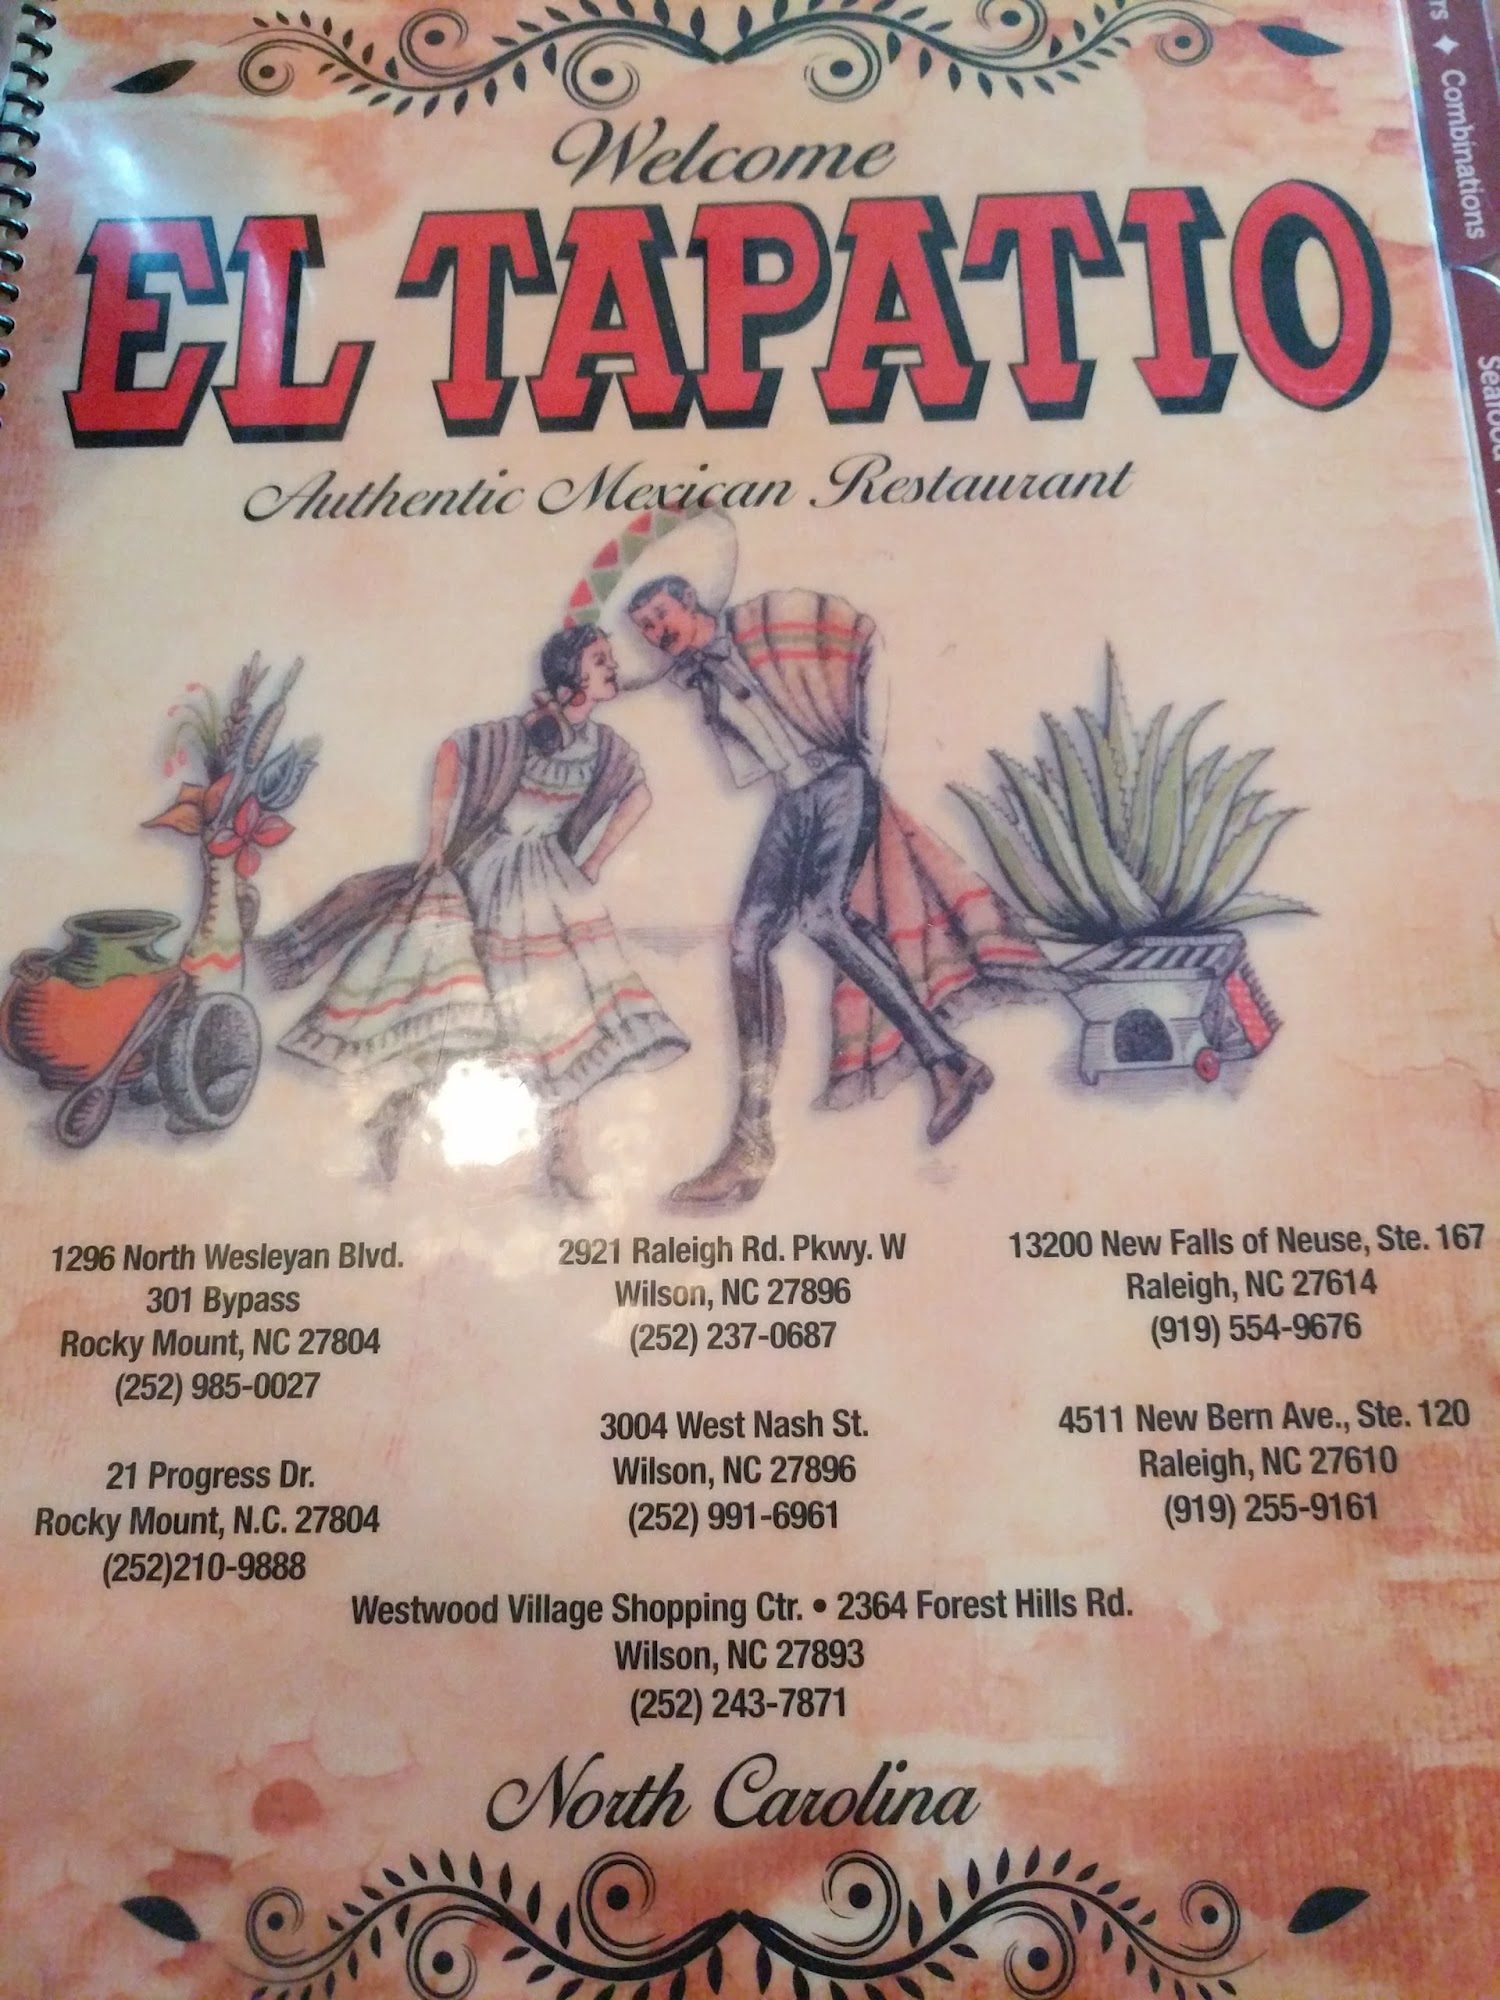 Welcome
EL TAPATIO
Authentic Mexican Restaurant
1296 North Wesleyan Blvd.
301 Bypass
Rocky Mount, NC 27804
(252) 985-0027
21 Progress Dr.
Rocky Mount, N.C. 27804
(252)210-9888
2921 Raleigh Rd. Pkwy. W
Wilson, NC 27896
(252) 237-0687
3004 West Nash St.
Wilson, NC 27896
(252) 991-6961
13200 New Falls of Neuse, Ste. 167
Raleigh, NC 27614
(919) 554-9676
4511 New Bern Ave., Ste. 120
Raleigh, NC 27610
(919) 255-9161
Westwood Village Shopping Ctr. • 2364 Forest Hills Rd.
Wilson, NC 27893
(252) 243-7871
North Carolina
Combinations
Seafood